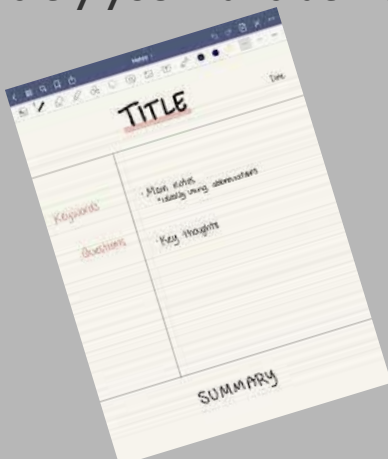 TITLE
Date
Keywords
Questions
· Main notes
*ideally using abbreviations
· Key thoughts
SUMMARY